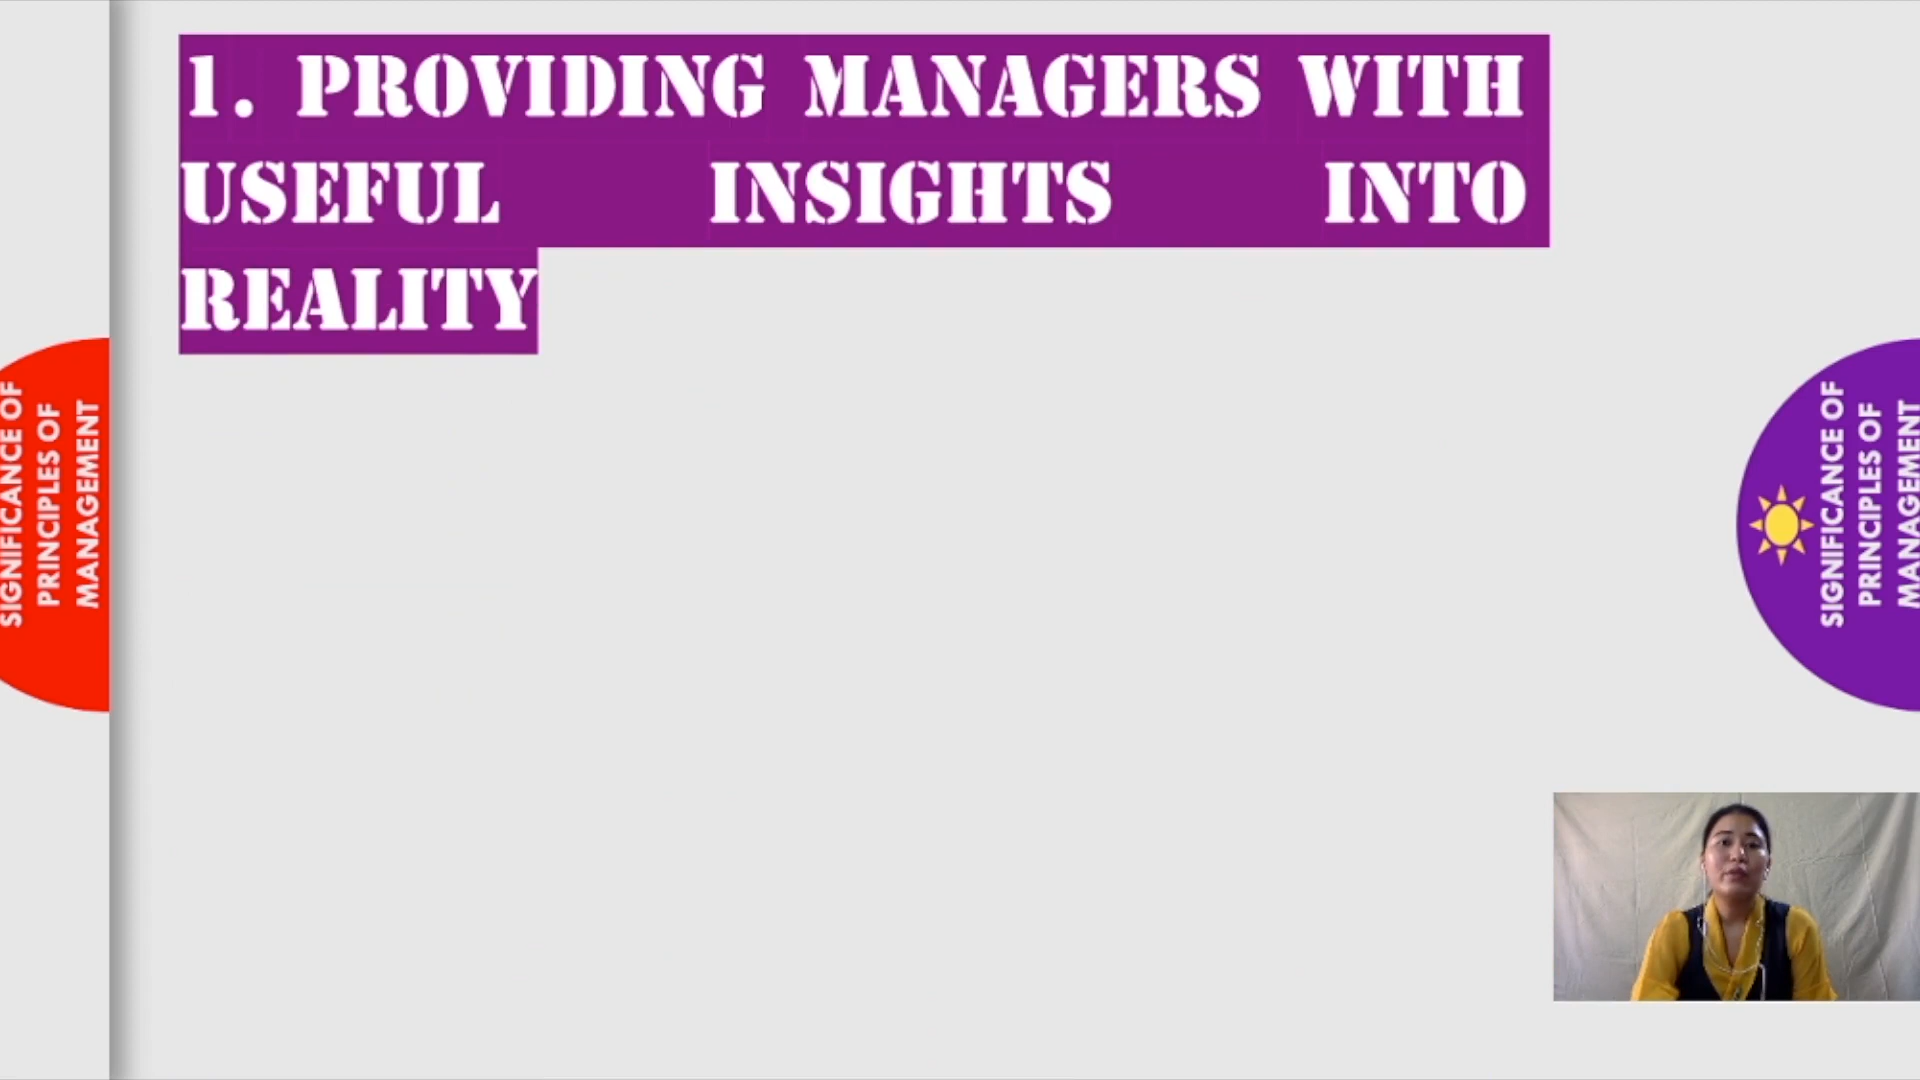 1. PROVIDING MANAGERS WITH
USEFUL INSIGHTS INTO
REALITY
SIGNIFICANCE OF
PRINCIPLES OF
MANAGEMENT
SIGNIFICANCE OF
PRINCIPLES OF
MANAGEMENT